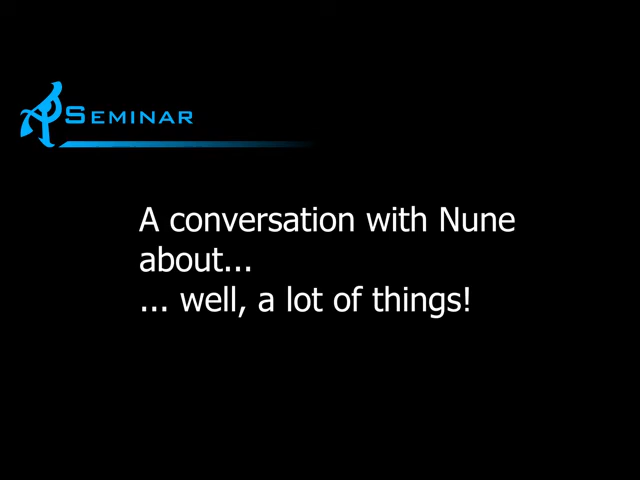 SEMINAR
A conversation with Nune
about...
... well, a lot of things!